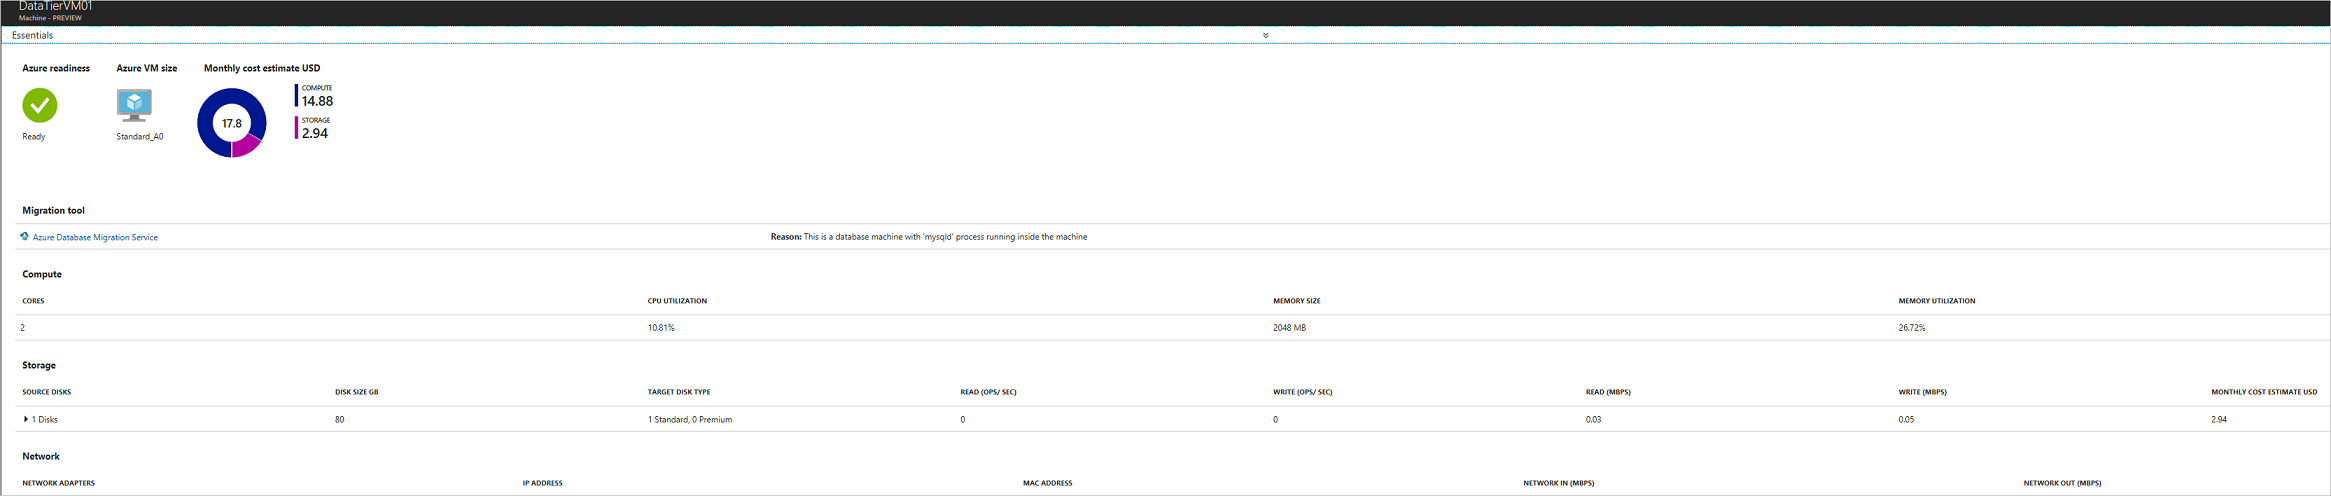 DataTierVM01
Machine - PREVIEW
Essentials
Azure readiness Azure VM size Monthly cost estimate USD
COMPUTE
14.88
17.8
STORAGE
2.94
Ready Standard_A0
Migration tool
Azure Database Migration Service Reason: This is a database machine with 'mysqld' process running inside the machine
Compute
CORES CPU UTILIZATION MEMORY SIZE MEMORY UTILIZATION
2 10.81% 2048 MB 26.72%
Storage
SOURCE DISKS DISK SIZE GB TARGET DISK TYPE READ (OPS/ SEC) WRITE (OPS/ SEC) READ (MBPS) WRITE (MBPS) MONTHLY COST ESTIMATE USD
1 Disks 80 1 Standard, 0 Premium 0 0 0.03 0.05 2.94
Network
NETWORK ADAPTERS IP ADDRESS MAC ADDRESS NETWORK IN (MBPS) NETWORK OUT (MBPS)